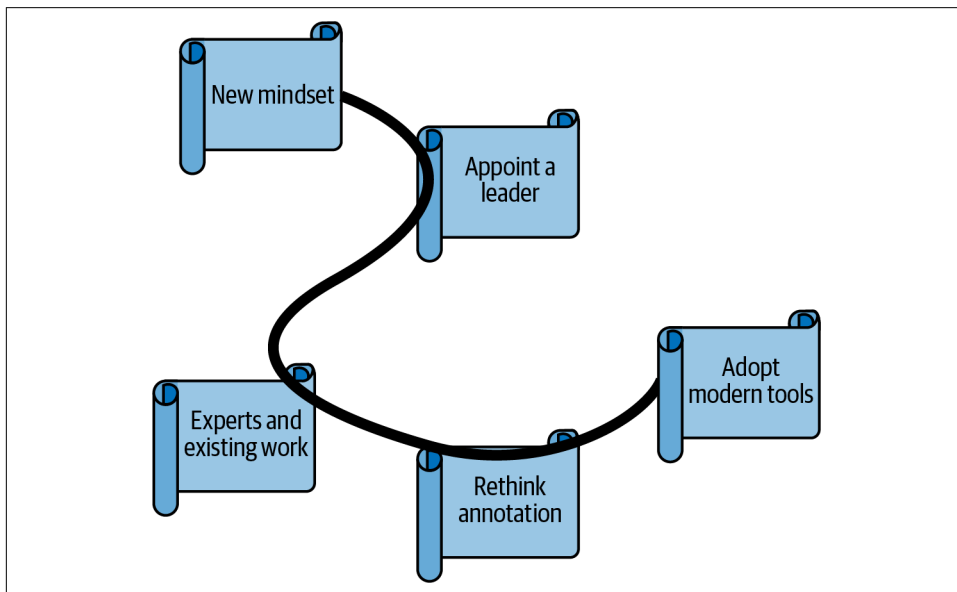 New mindset
Appoint a
leader
Experts and
existing work
Rethink
annotation
Adopt
modern tools